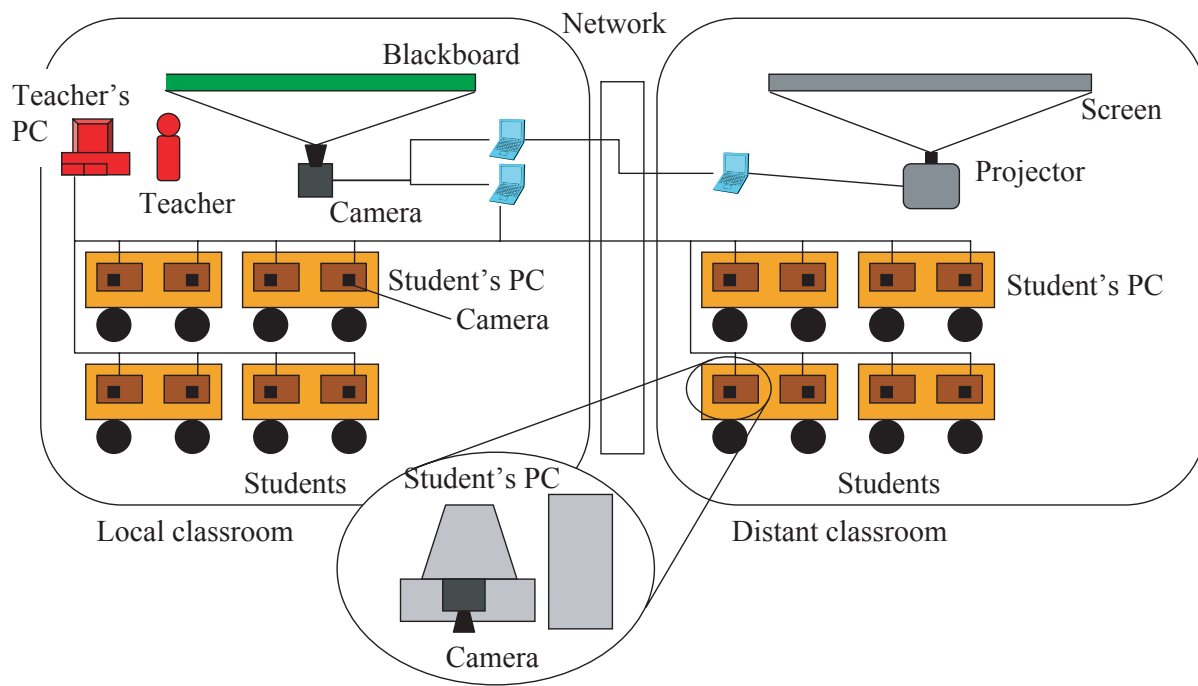 Network
Blackboard
Teacher's
PC
Screen
Projector
Teacher
Camera
Student's PC
Student's PC
Camera
Students
Student's PC
Students
Local classroom
Distant classroom
Camera